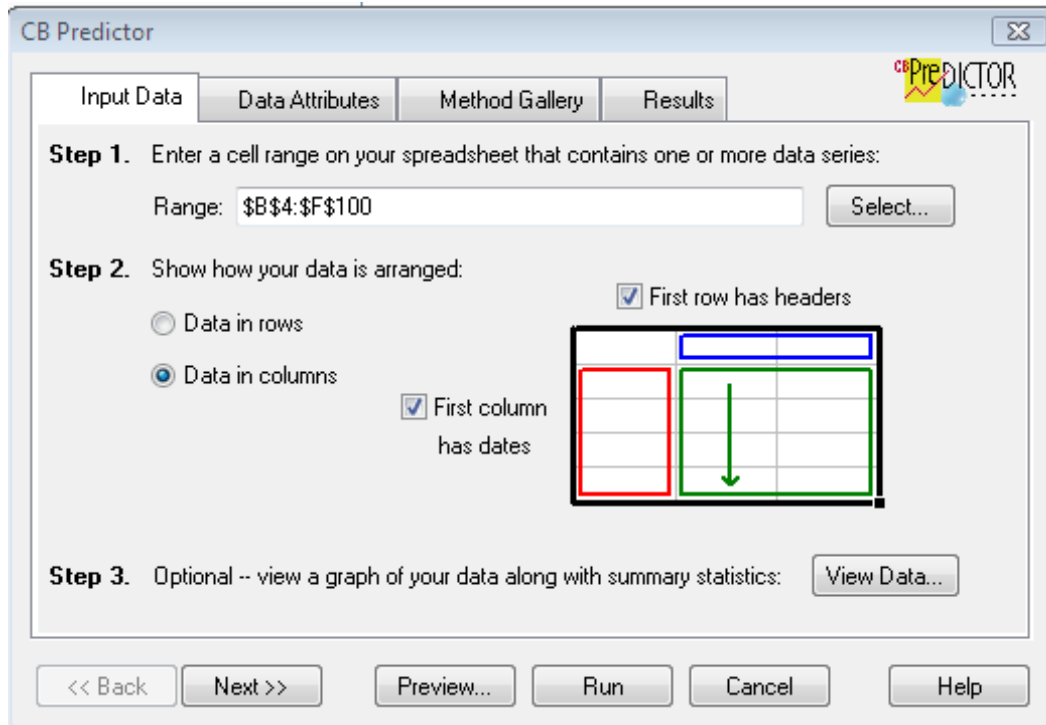 CB Predictor
CB PreDICTOR
Input Data Data Attributes Method Gallery Results
Step 1. Enter a cell range on your spreadsheet that contains one or more data series:
Range: $B$4:$F$100 Select...
Step 2. Show how your data is arranged:
First row has headers
Data in rows
Data in columns
First column
has dates
Step 3. Optional -- view a graph of your data along with summary statistics: View Data...
<< Back Next >> Preview... Run Cancel Help